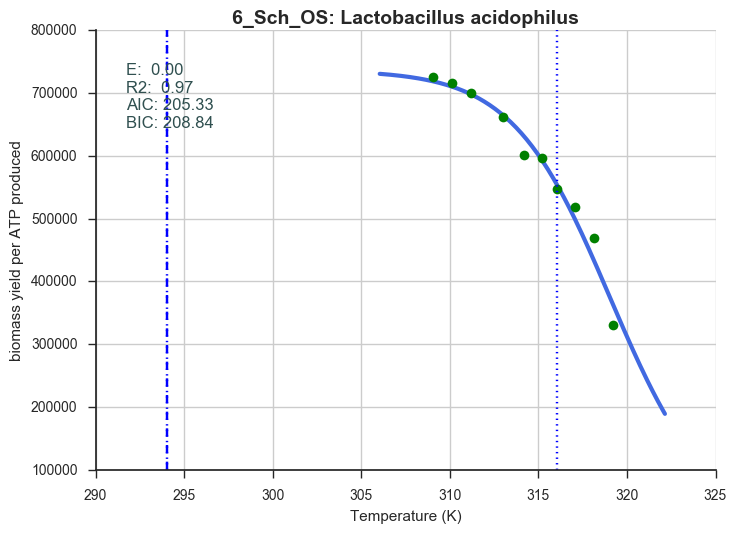 6_Sch_OS: Lactobacillus acidophilus
800000
700000
600000
500000
400000
300000
200000
100000
biomass yield per ATP produced
E:  0.00
R2:  0.97
AIC: 205.33
BIC: 208.84
290 295 300 305 310 315 320 325
Temperature (K)